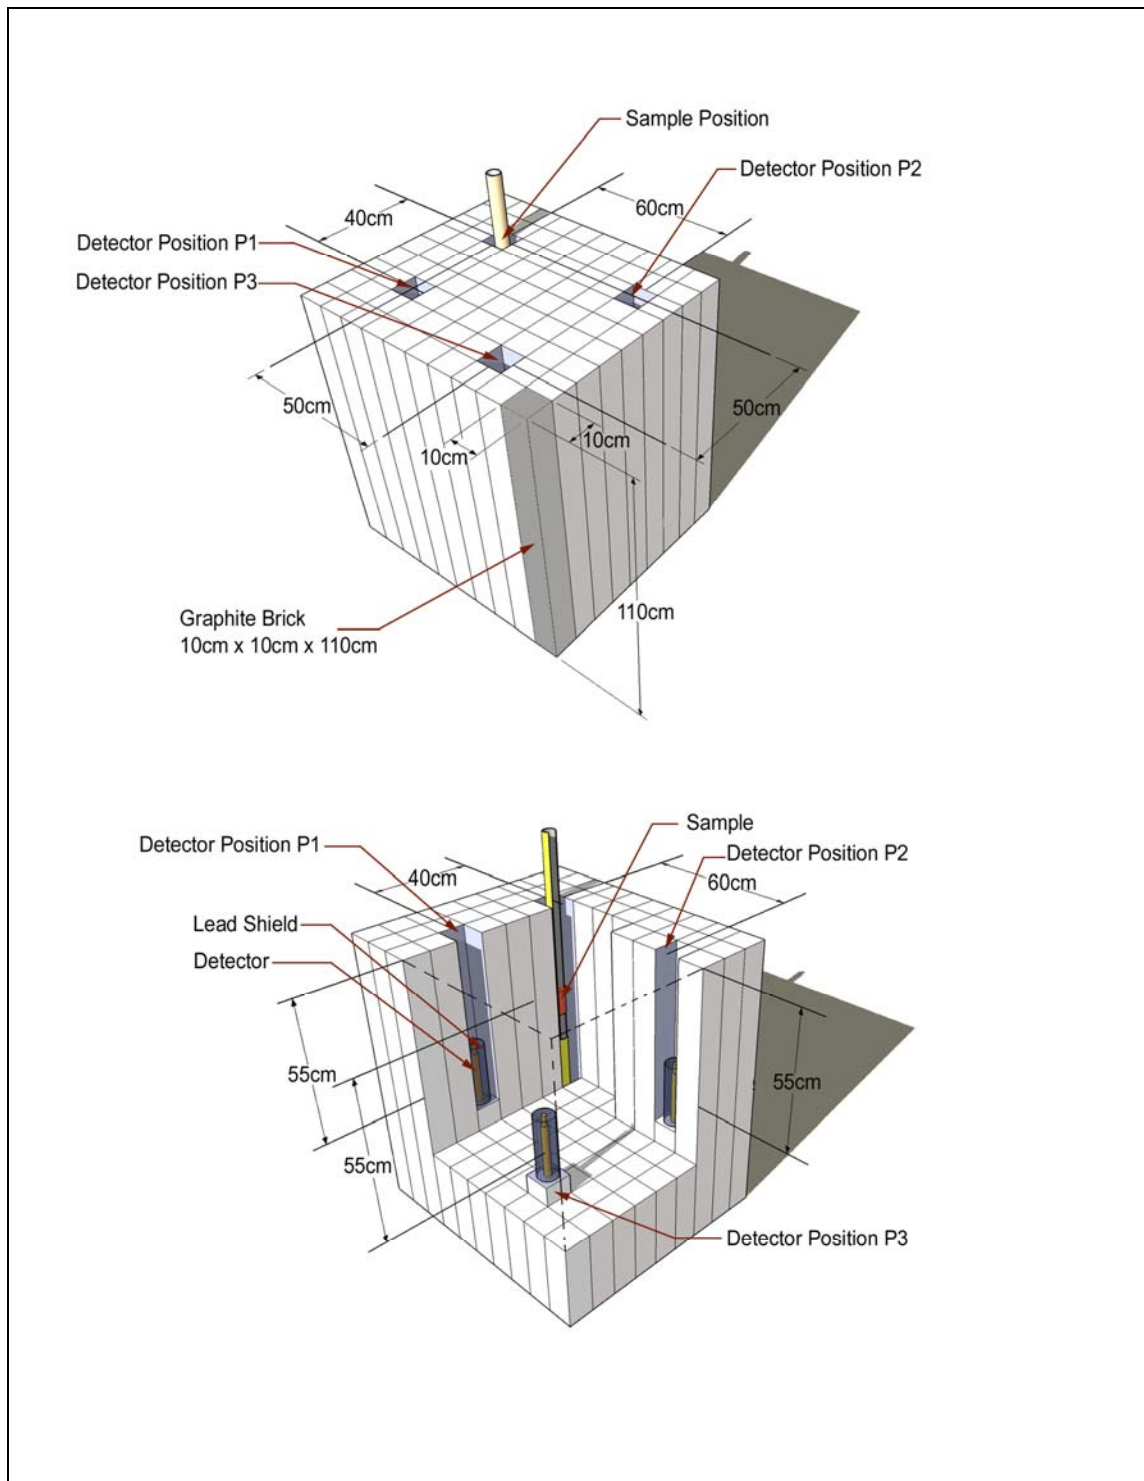 Sample Position
Detector Position P2
40cm
60cm
Detector Position P1
Detector Position P3
50cm
50cm
10cm
10cm
110cm
Graphite Brick
10cm x 10cm x 110cm
Sample
Detector Position P1
Detector Position P2
40cm
60cm
Lead Shield
Detector
55cm
55cm
55cm
Detector Position P3